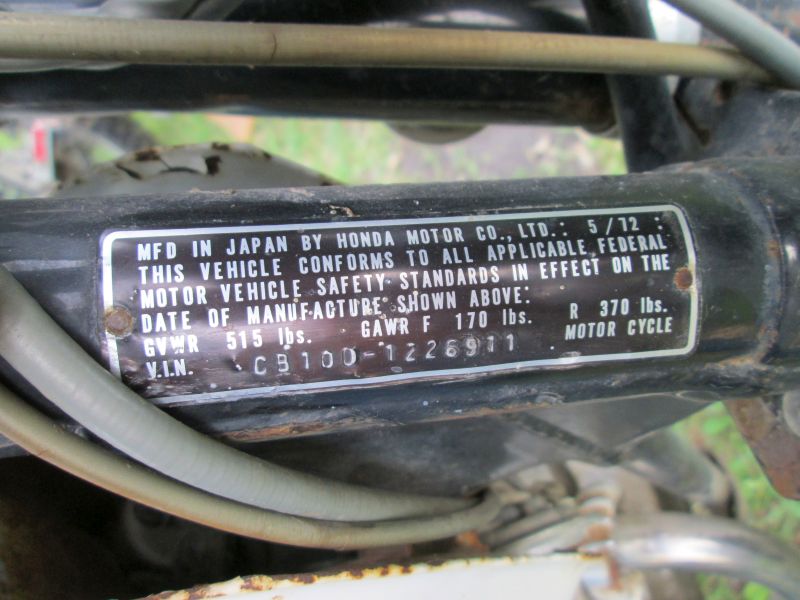 MFD IN JAPAN BY HONDA MOTOR CO., LTD.: 5/72 :
THIS VEHICLE CONFORMS TO ALL APPLICABLE FEDERAL
MOTOR VEHICLE SAFETY STANDARDS IN EFFECT ON THE
DATE OF MANUFACTURE SHOWN ABOVE:
GVWR 515 lbs. GAWR F 170 lbs. R 370 lbs.
V.I.N. CB100-1226911 MOTOR CYCLE